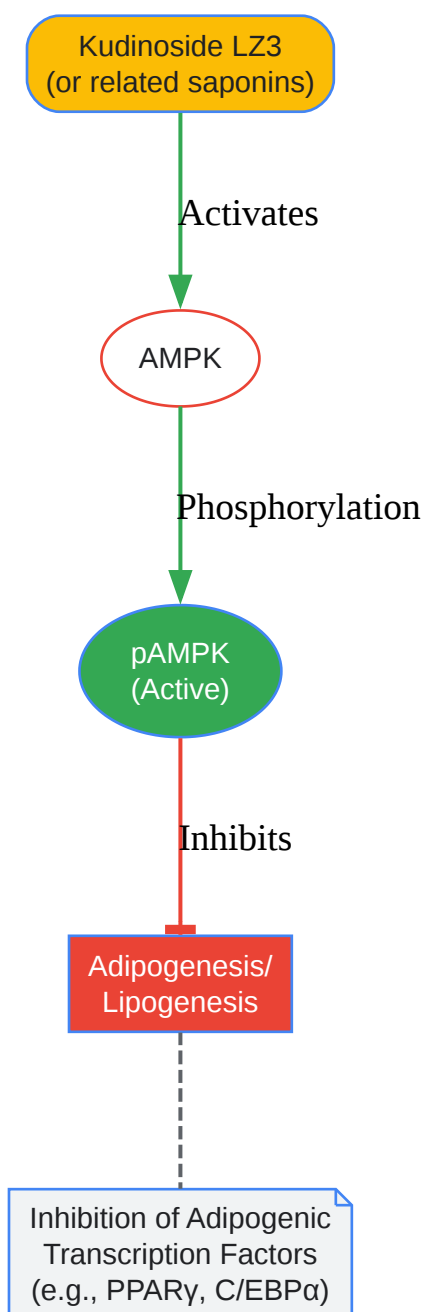 Kudinoside LZ3
(or related saponins)
Activates
AMPK
Phosphorylation
pAMPK
(Active)
Inhibits
Adipogenesis/
Lipogenesis
Inhibition of Adipogenic
Transcription Factors
(e.g., PPARγ, C/EBPα)